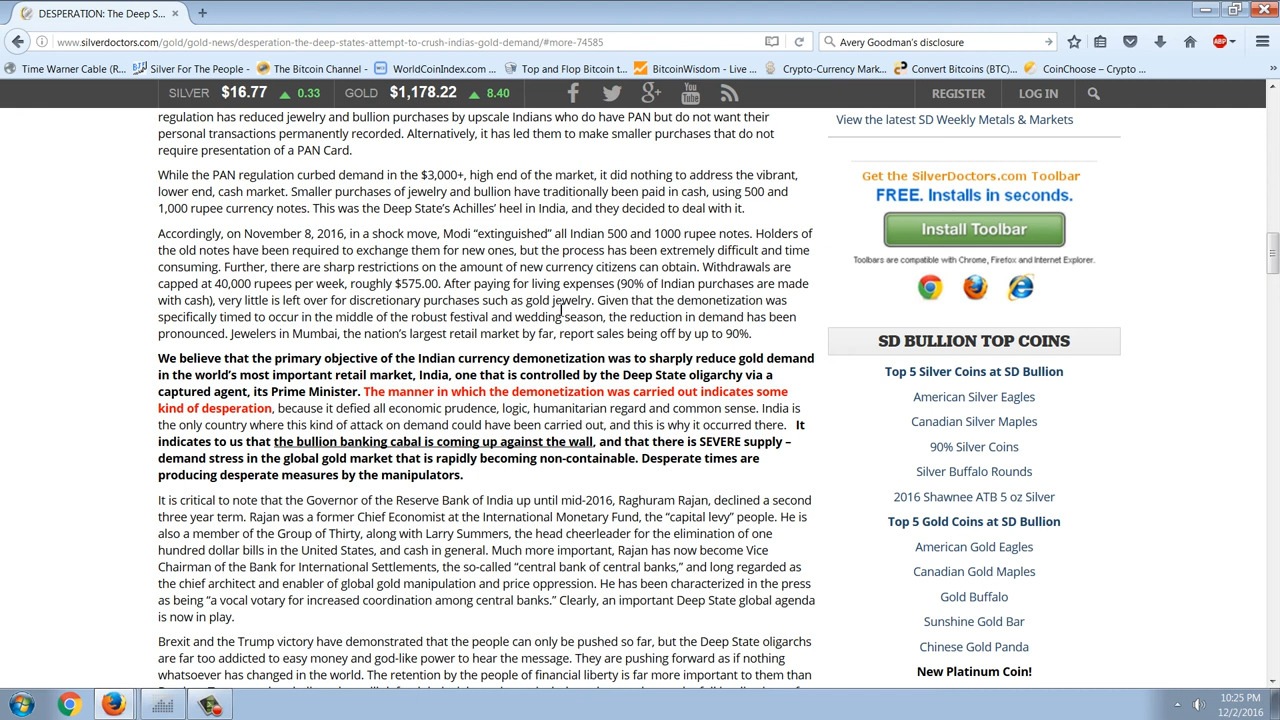 DESPERATION: The Deep S...
www.silverdoctors.com/gold/gold-news/desperation-the-deep-states-attempt-to-crush-indias-gold-demand/#more-74585
Avery Goodman's disclosure
ABP
Time Warner Cable (R...
Silver For The People - ...
The Bitcoin Channel - ...
WorldCoinIndex.com - ...
Top and Flop Bitcoin t...
BitcoinWisdom - Live ...
Crypto-Currency Mark...
Convert Bitcoins (BTC)...
CoinChoose – Crypto ...
SILVER $16.77 0.33 GOLD $1,178.22 8.40
REGISTER LOG IN
regulation has reduced jewelry and bullion purchases by upscale Indians who do have PAN but do not want their
personal transactions permanently recorded. Alternatively, it has led them to make smaller purchases that do not
require presentation of a PAN Card.
While the PAN regulation curbed demand in the $3,000+, high end of the market, it did nothing to address the vibrant,
lower end, cash market. Smaller purchases of jewelry and bullion have traditionally been paid in cash, using 500 and
1,000 rupee currency notes. This was the Deep State’s Achilles’ heel in India, and they decided to deal with it.
Accordingly, on November 8, 2016, in a shock move, Modi “extinguished” all Indian 500 and 1000 rupee notes. Holders of
the old notes have been required to exchange them for new ones, but the process has been extremely difficult and time
consuming. Further, there are sharp restrictions on the amount of new currency citizens can obtain. Withdrawals are
capped at 40,000 rupees per week, roughly $575.00. After paying for living expenses (90% of Indian purchases are made
with cash), very little is left over for discretionary purchases such as gold jewelry. Given that the demonetization was
specifically timed to occur in the middle of the robust festival and wedding season, the reduction in demand has been
pronounced. Jewelers in Mumbai, the nation’s largest retail market by far, report sales being off by up to 90%.
We believe that the primary objective of the Indian currency demonetization was to sharply reduce gold demand
in the world’s most important retail market, India, one that is controlled by the Deep State oligarchy via a
captured agent, its Prime Minister. The manner in which the demonetization was carried out indicates some
kind of desperation, because it defied all economic prudence, logic, humanitarian regard and common sense. India is
the only country where this kind of attack on demand could have been carried out, and this is why it occurred there. It
indicates to us that the bullion banking cabal is coming up against the wall, and that there is SEVERE supply –
demand stress in the global gold market that is rapidly becoming non-containable. Desperate times are
producing desperate measures by the manipulators.
It is critical to note that the Governor of the Reserve Bank of India up until mid-2016, Raghuram Rajan, declined a second
three year term. Rajan was a former Chief Economist at the International Monetary Fund, the “capital levy” people. He is
also a member of the Group of Thirty, along with Larry Summers, the head cheerleader for the elimination of one
hundred dollar bills in the United States, and cash in general. Much more important, Rajan has now become Vice
Chairman of the Bank for International Settlements, the so-called “central bank of central banks,” and long regarded as
the chief architect and enabler of global gold manipulation and price oppression. He has been characterized in the press
as being “a vocal votary for increased coordination among central banks.” Clearly, an important Deep State global agenda
is now in play.
Brexit and the Trump victory have demonstrated that the people can only be pushed so far, but the Deep State oligarchs
are far too addicted to easy money and god-like power to hear the message. They are pushing forward as if nothing
whatsoever has changed in the world. The retention by the people of financial liberty is far more important to them than
View the latest SD Weekly Metals & Markets
Get the SilverDoctors.com Toolbar
FREE. Installs in seconds.
Install Toolbar
Toolbars are compatible with Chrome, Firefox and Internet Explorer.
SD BULLION TOP COINS
Top 5 Silver Coins at SD Bullion
American Silver Eagles
Canadian Silver Maples
90% Silver Coins
Silver Buffalo Rounds
2016 Shawnee ATB 5 oz Silver
Top 5 Gold Coins at SD Bullion
American Gold Eagles
Canadian Gold Maples
Gold Buffalo
Sunshine Gold Bar
Chinese Gold Panda
New Platinum Coin!
10:25 PM
12/2/2016